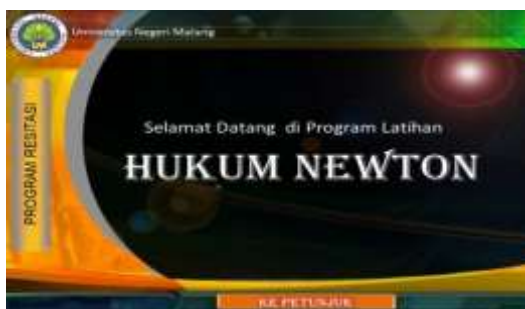 Universitas Negeri Malang
PROGRAM RESITASI
Selamat Datang di Program Latihan
HUKUM NEWTON
KE PETUNJUK